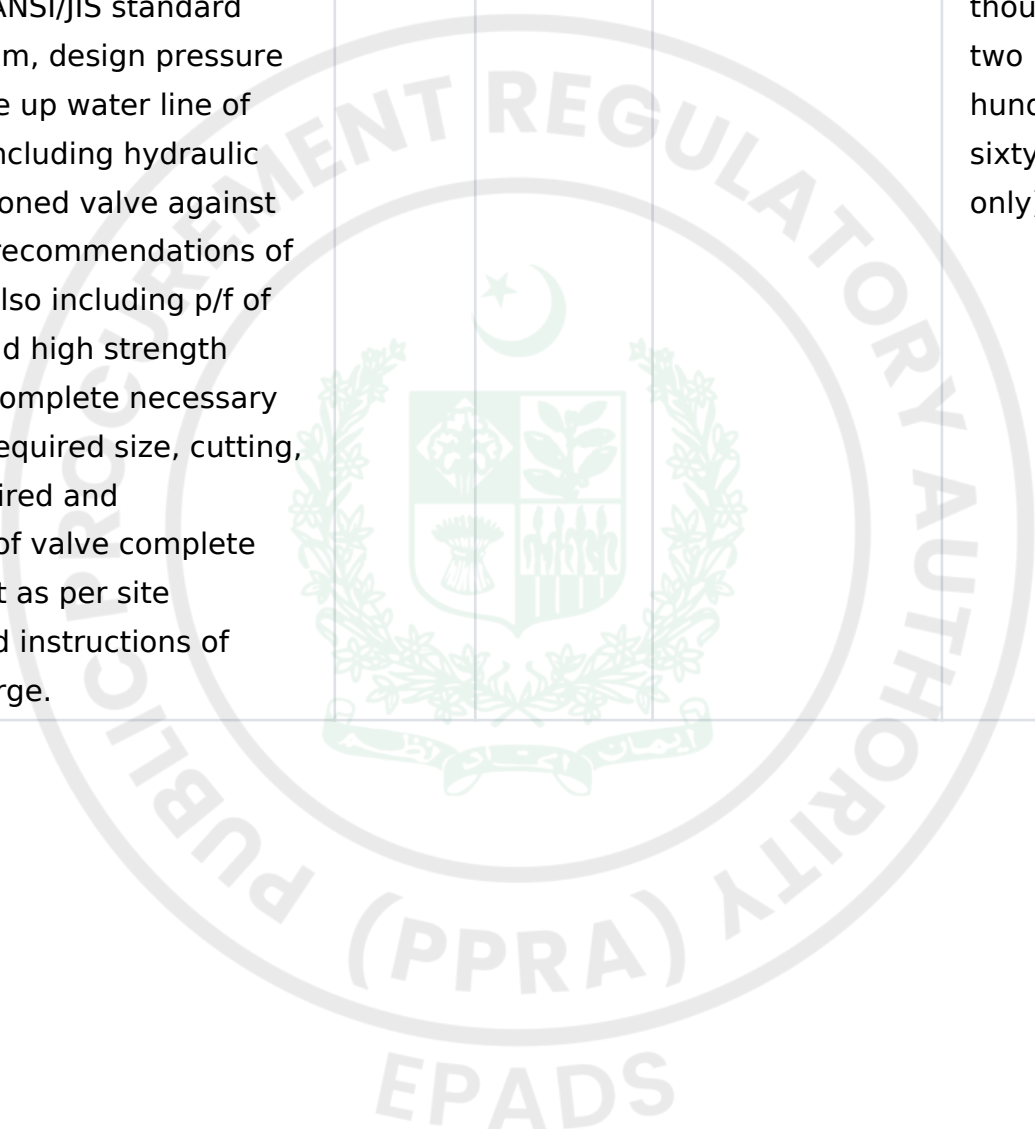 ANSI/JIS standard
m, design pressure
e up water line of
ncluding hydraulic
oned valve against
recommendations of
lso including p/f of
d high strength
omplete necessary
equired size, cutting,
ired and
of valve complete
t as per site
d instructions of
rge.
thou
two
hund
sixty
only)
PUBLIC PROCUREMENT REGULATORY AUTHORITY
(PPRA)
EPADS